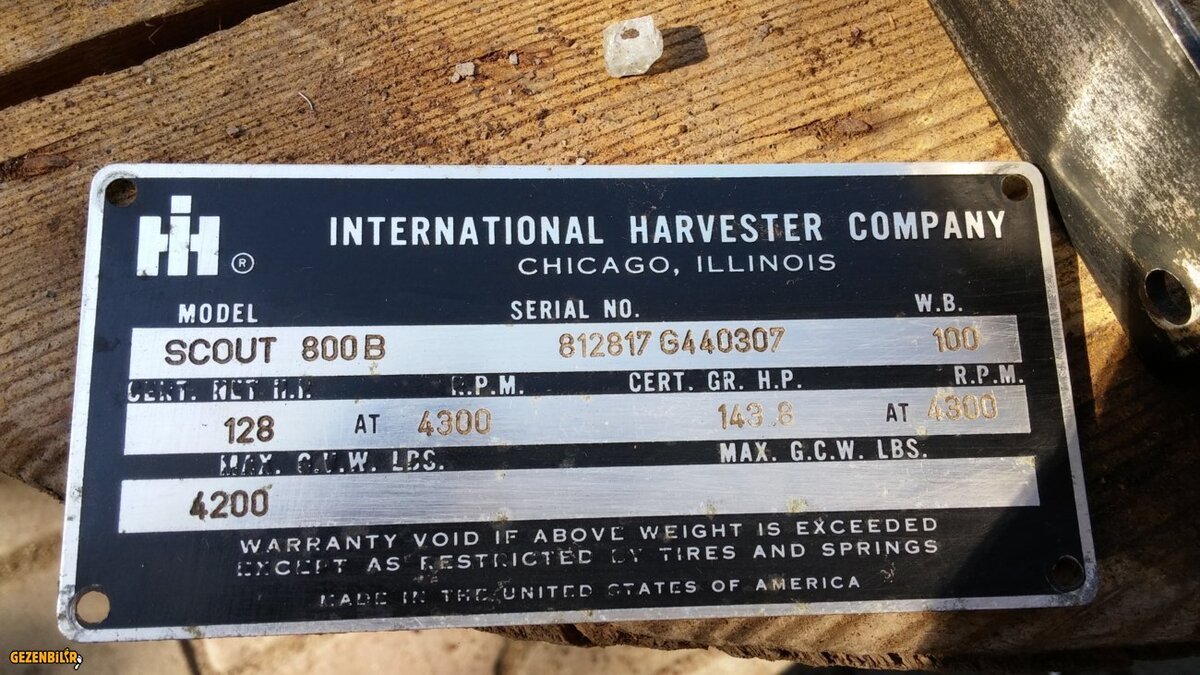 IH ®
INTERNATIONAL HARVESTER COMPANY
CHICAGO, ILLINOIS
MODEL SERIAL NO. W.B.
SCOUT 800B 812817 G440307 100
CERT. NET H.P. R.P.M. CERT. GR. H.P. R.P.M.
128 AT 4300 143.8 AT 4300
MAX. G.V.W. LBS. MAX. G.C.W. LBS.
4200
WARRANTY VOID IF ABOVE WEIGHT IS EXCEEDED
EXCEPT AS RESTRICTED BY TIRES AND SPRINGS
MADE IN THE UNITED STATES OF AMERICA
GEZENBİLİR